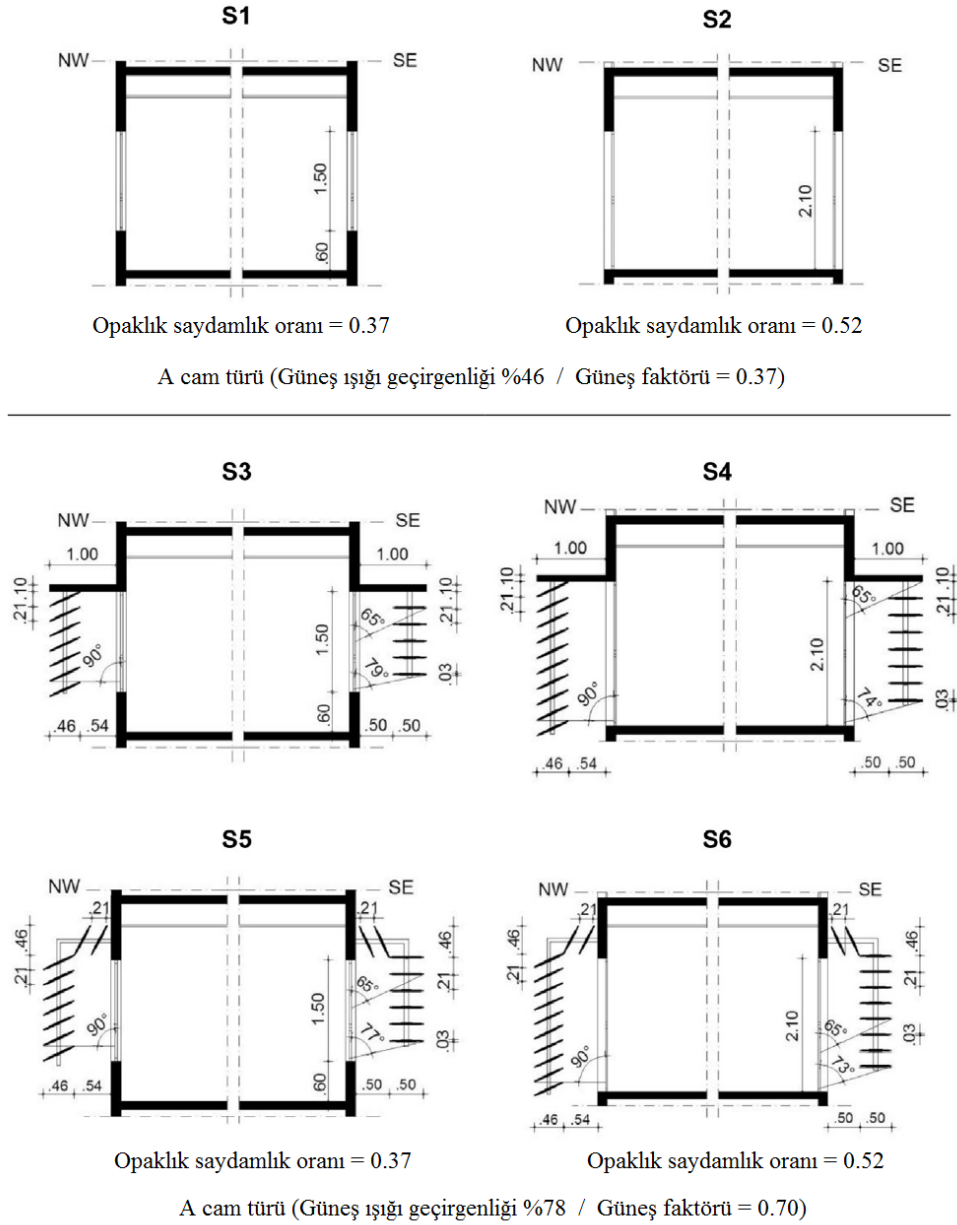 S1 S2
NW SE NW SE
1.50 2.10
.60
Opaklık saydamlık oranı = 0.37 Opaklık saydamlık oranı = 0.52
A cam türü (Güneş ışığı geçirgenliği %46 / Güneş faktörü = 0.37)
S3 S4
NW SE NW SE
1.00 1.00 1.00 1.00
.10 .21 65° .10 .21 .10 .21 65° .10 .21
90° 1.50 79° .03 90° 2.10 74° .03
.46 .54 .60 .50 .50 .46 .54 .50 .50
S5 S6
NW SE NW SE
.21 .21 .21 .21
.46 .46 .46 .46
.21 65° .21 .21 65° .21
90° 1.50 77° .03 90° 2.10 73° .03
.46 .54 .60 .50 .50 .46 .54 .50 .50
Opaklık saydamlık oranı = 0.37 Opaklık saydamlık oranı = 0.52
A cam türü (Güneş ışığı geçirgenliği %78 / Güneş faktörü = 0.70)